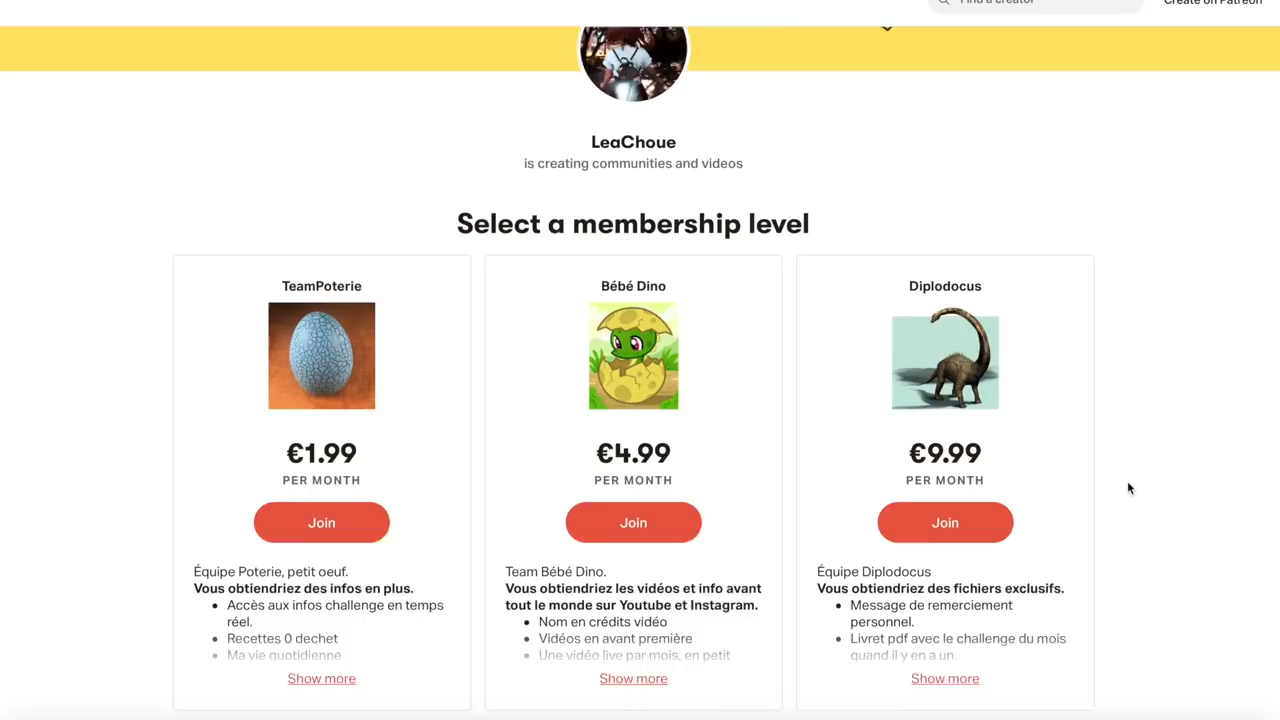 Find a creator
Create on Patreon
LeaChoue
is creating communities and videos
Select a membership level
TeamPoterie
€1.99
PER MONTH
Join
Équipe Poterie, petit oeuf.
Vous obtiendriez des infos en plus.
Accès aux infos challenge en temps
réel.
Recettes 0 dechet
Ma vie quotidienne
Show more
Bébé Dino
€4.99
PER MONTH
Join
Team Bébé Dino.
Vous obtiendriez les vidéos et info avant
tout le monde sur Youtube et Instagram.
Nom en crédits vidéo
Vidéos en avant première
Une vidéo live par mois, en petit
Show more
Diplodocus
€9.99
PER MONTH
Join
Équipe Diplodocus
Vous obtiendriez des fichiers exclusifs.
Message de remerciement
personnel.
Livret pdf avec le challenge du mois
quand il y en a un.
Show more